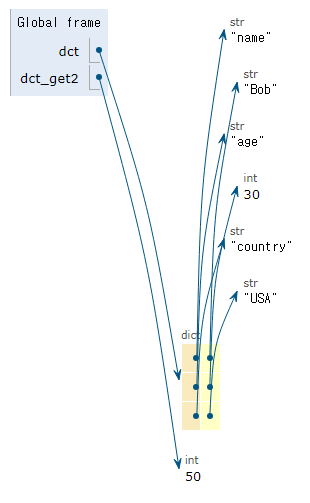 Global frame
dct
dct_get2
str
"name"
str
"Bob"
str
"age"
int
30
str
"country"
str
"USA"
dict
int
50